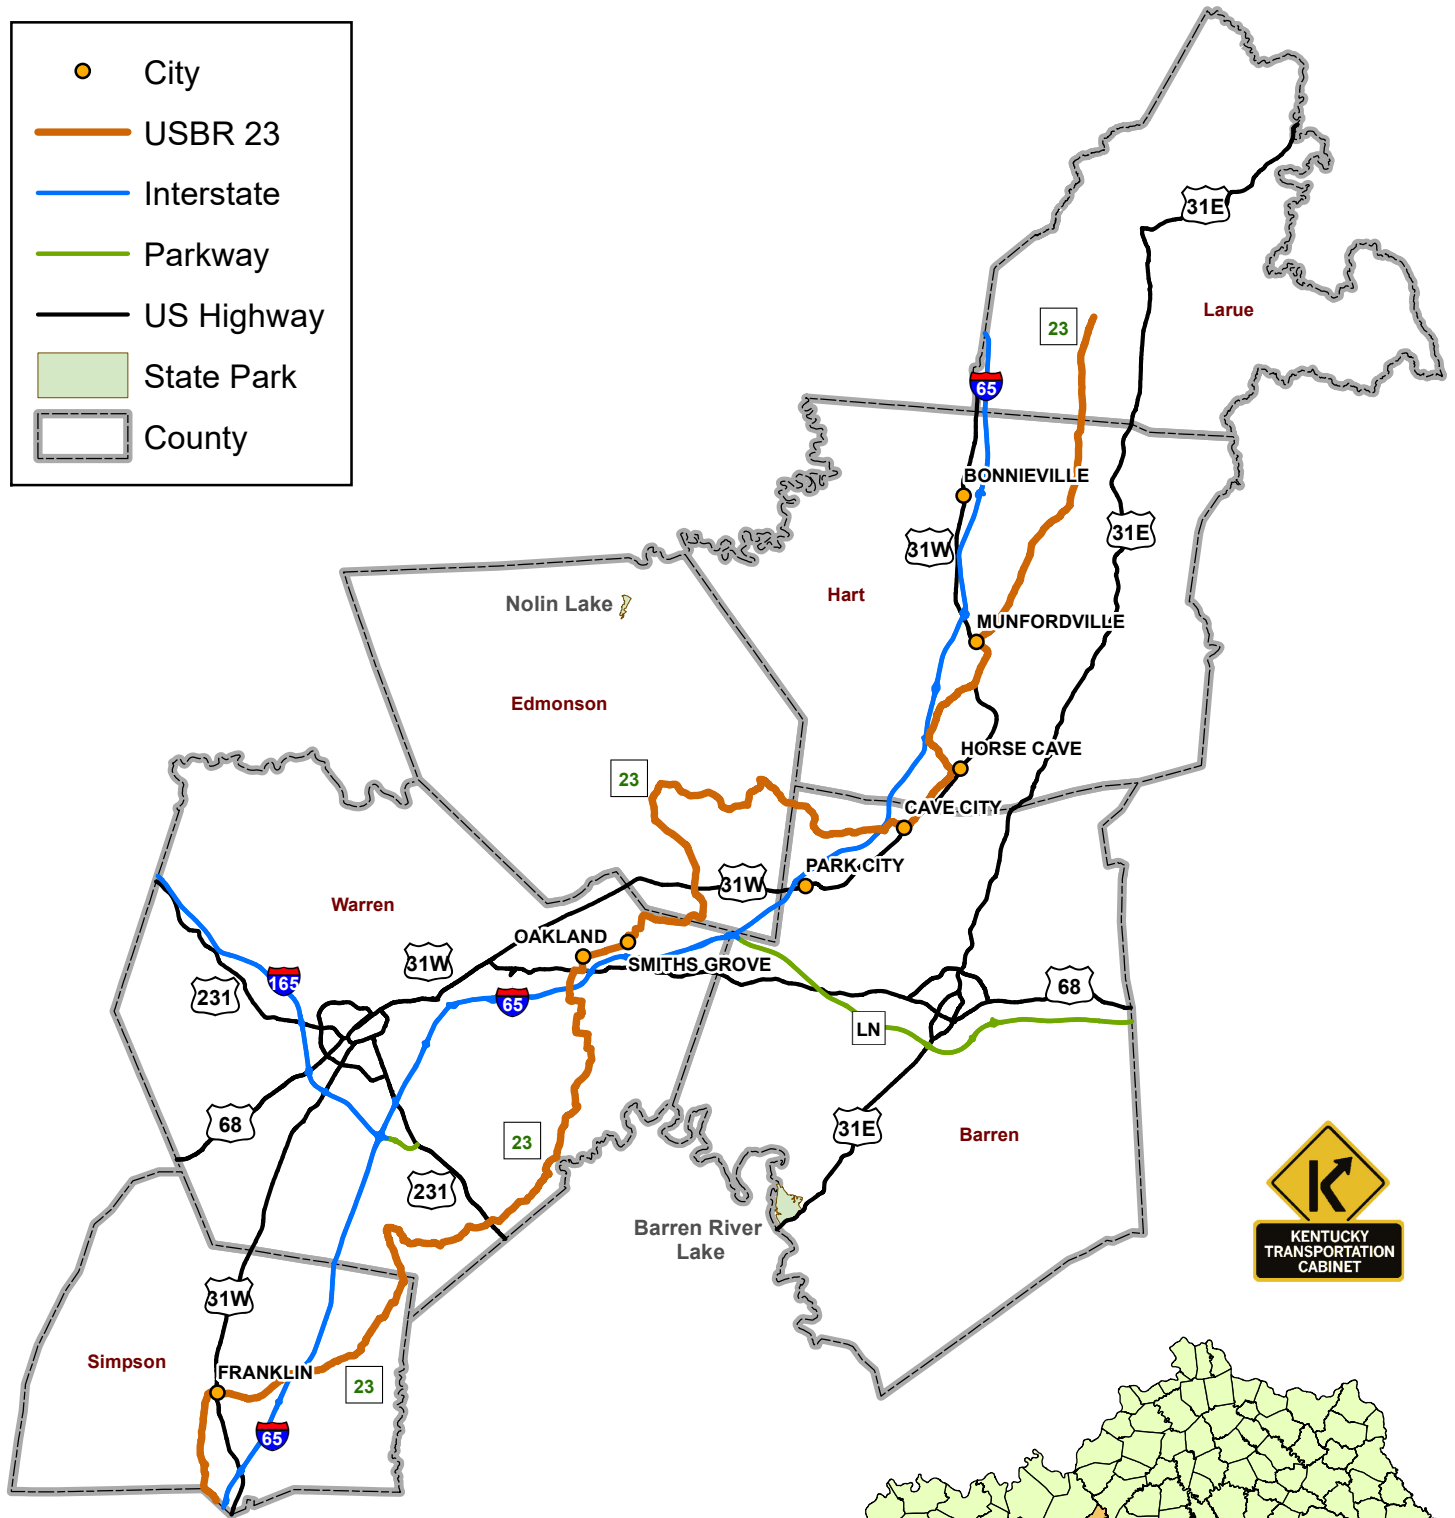 City
USBR 23
Interstate
Parkway
US Highway
State Park
County
31E
Larue
23
65
BONNIEVILLE
31W
31E
Hart
Nolin Lake
MUNFORDVILLE
Edmonson
HORSE CAVE
23
CAVE CITY
PARK CITY
31W
Warren
OAKLAND
31W
SMITHS GROVE
165
231
65
68
LN
68
31E
23
Barren
231
Barren River
Lake
KENTUCKY
TRANSPORTATION
CABINET
31W
Simpson
FRANKLIN
23
65